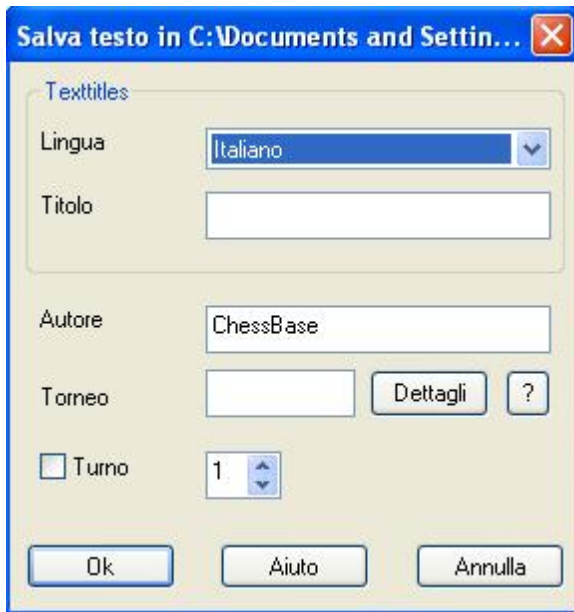 Salva testo in C:\Documents and Settin...
Texttitles
Lingua Italiano
Titolo
Autore ChessBase
Torneo Dettagli ?
Turno 1
Ok Aiuto Annulla